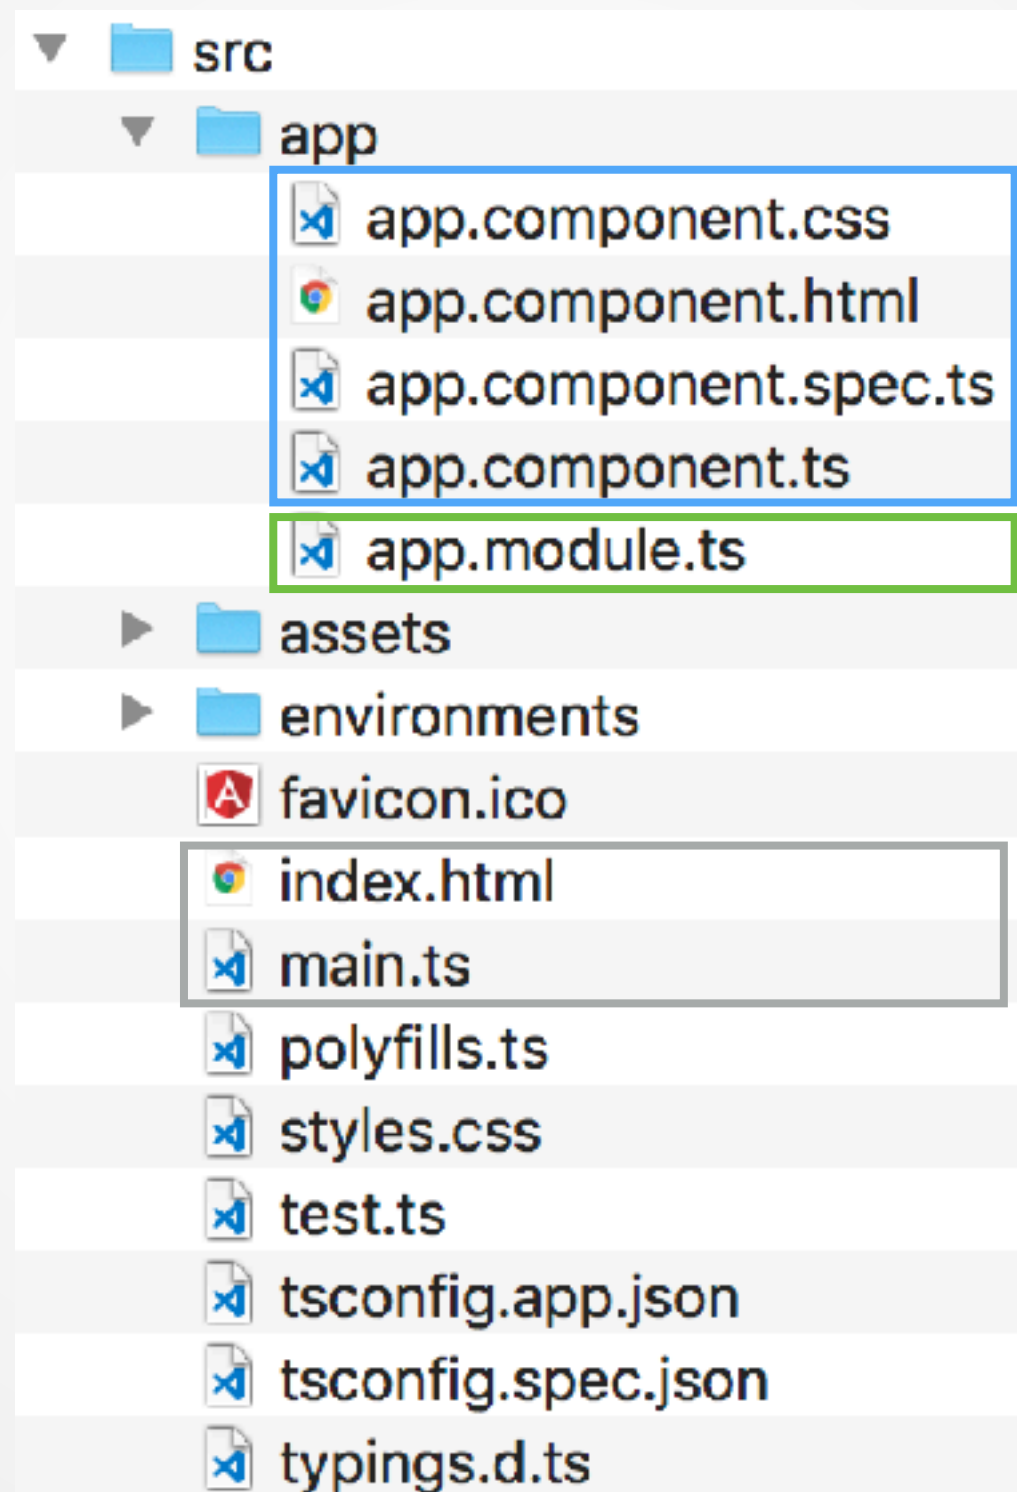 src
app
app.component.css
app.component.html
app.component.spec.ts
app.component.ts
app.module.ts
assets
environments
favicon.ico
index.html
main.ts
polyfills.ts
styles.css
test.ts
tsconfig.app.json
tsconfig.spec.json
typings.d.ts